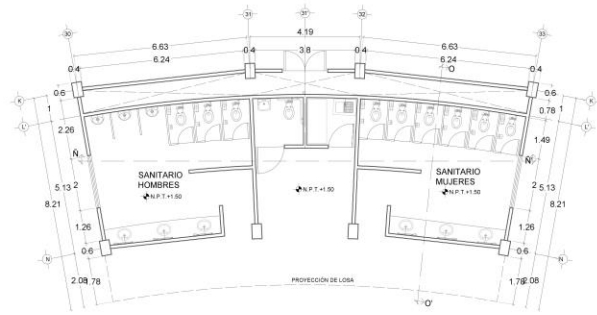 31
31'
32
4.19
30
33
6.63
6.63
6.24
0.4
3.8
0.4
6.24
0.4
0.4
O
K
0.6
0.6
K
1
0.78
1
L'
L'
2.26
1.49
Ñ
Ñ
SANITARIO
HOMBRES
SANITARIO
MUJERES
5.13
2
2
5.13
N.P.T.+1.50
N.P.T.+1.50
N.P.T.+1.50
8.21
8.21
1.26
1.26
N
0.6
0.6
N
2.08
1.78
PROYECCIÓN DE LOSA
1.78
2.08
O'